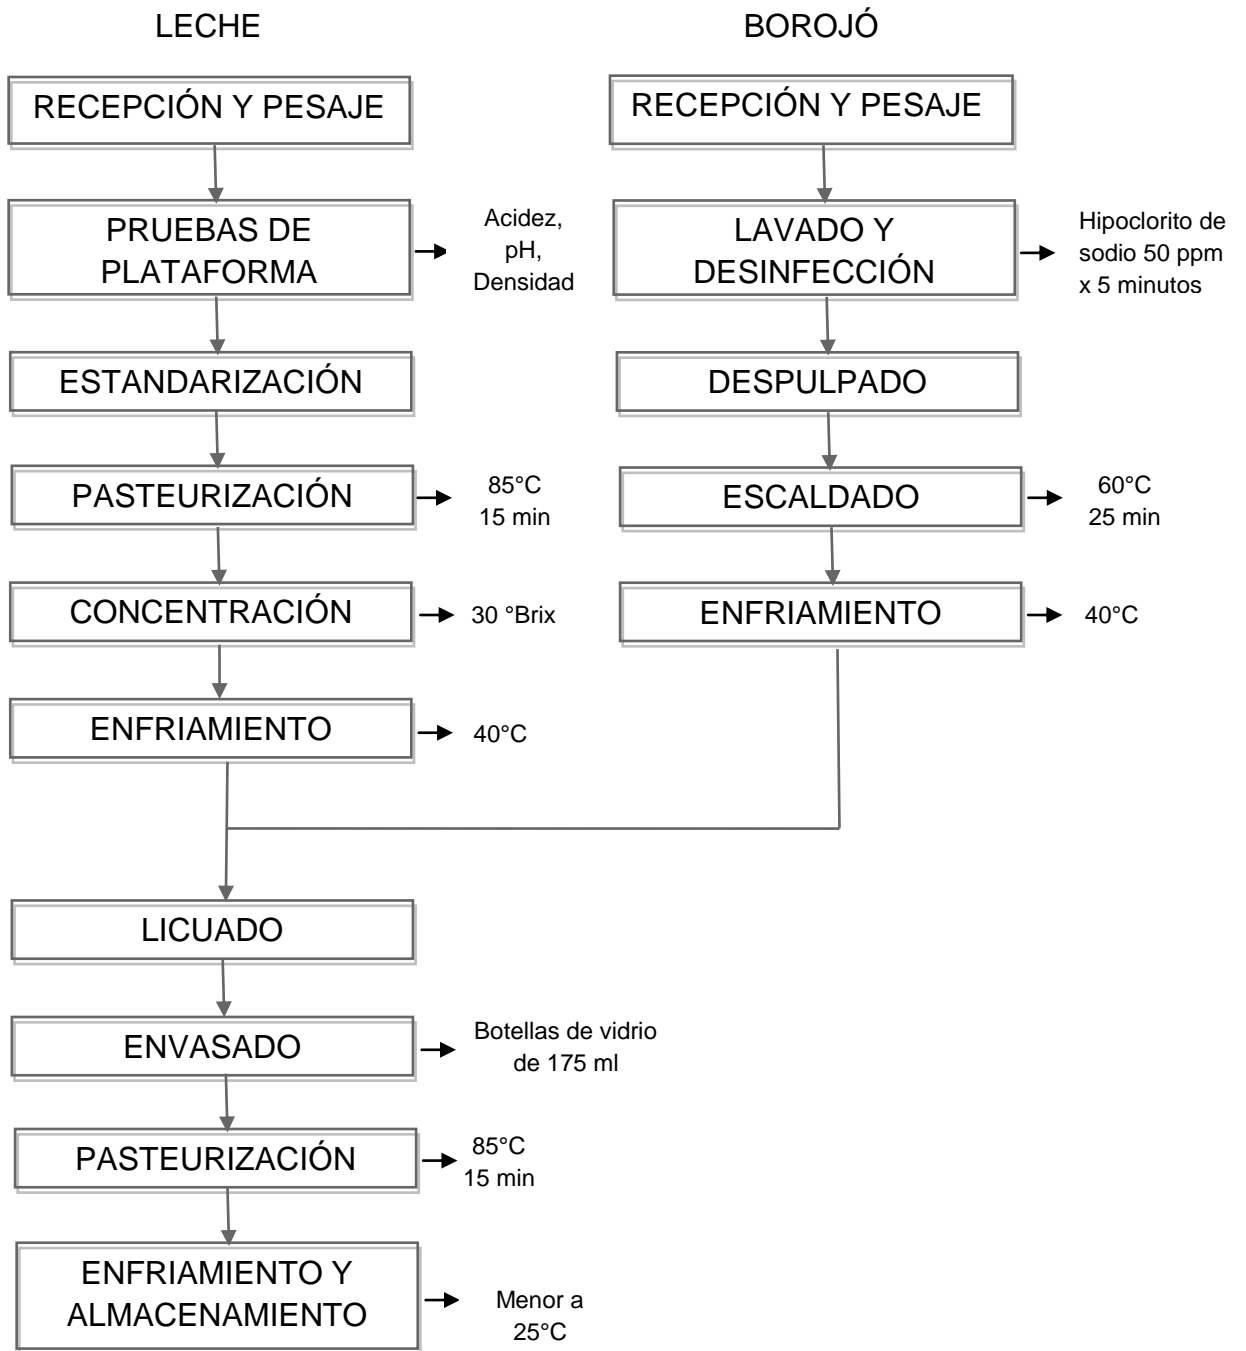 LECHE
RECEPCIÓN Y PESAJE
PRUEBAS DE
PLATAFORMA
Acidez,
pH,
Densidad
ESTANDARIZACIÓN
PASTEURIZACIÓN
85°C
15 min
CONCENTRACIÓN
30 °Brix
ENFRIAMIENTO
40°C
BOROJÓ
RECEPCIÓN Y PESAJE
LAVADO Y
DESINFECCIÓN
Hipoclorito de
sodio 50 ppm
x 5 minutos
DESPULPADO
ESCALDADO
60°C
25 min
ENFRIAMIENTO
40°C
LICUADO
ENVASADO
Botellas de vidrio
de 175 ml
PASTEURIZACIÓN
85°C
15 min
ENFRIAMIENTO Y
ALMACENAMIENTO
Menor a
25°C